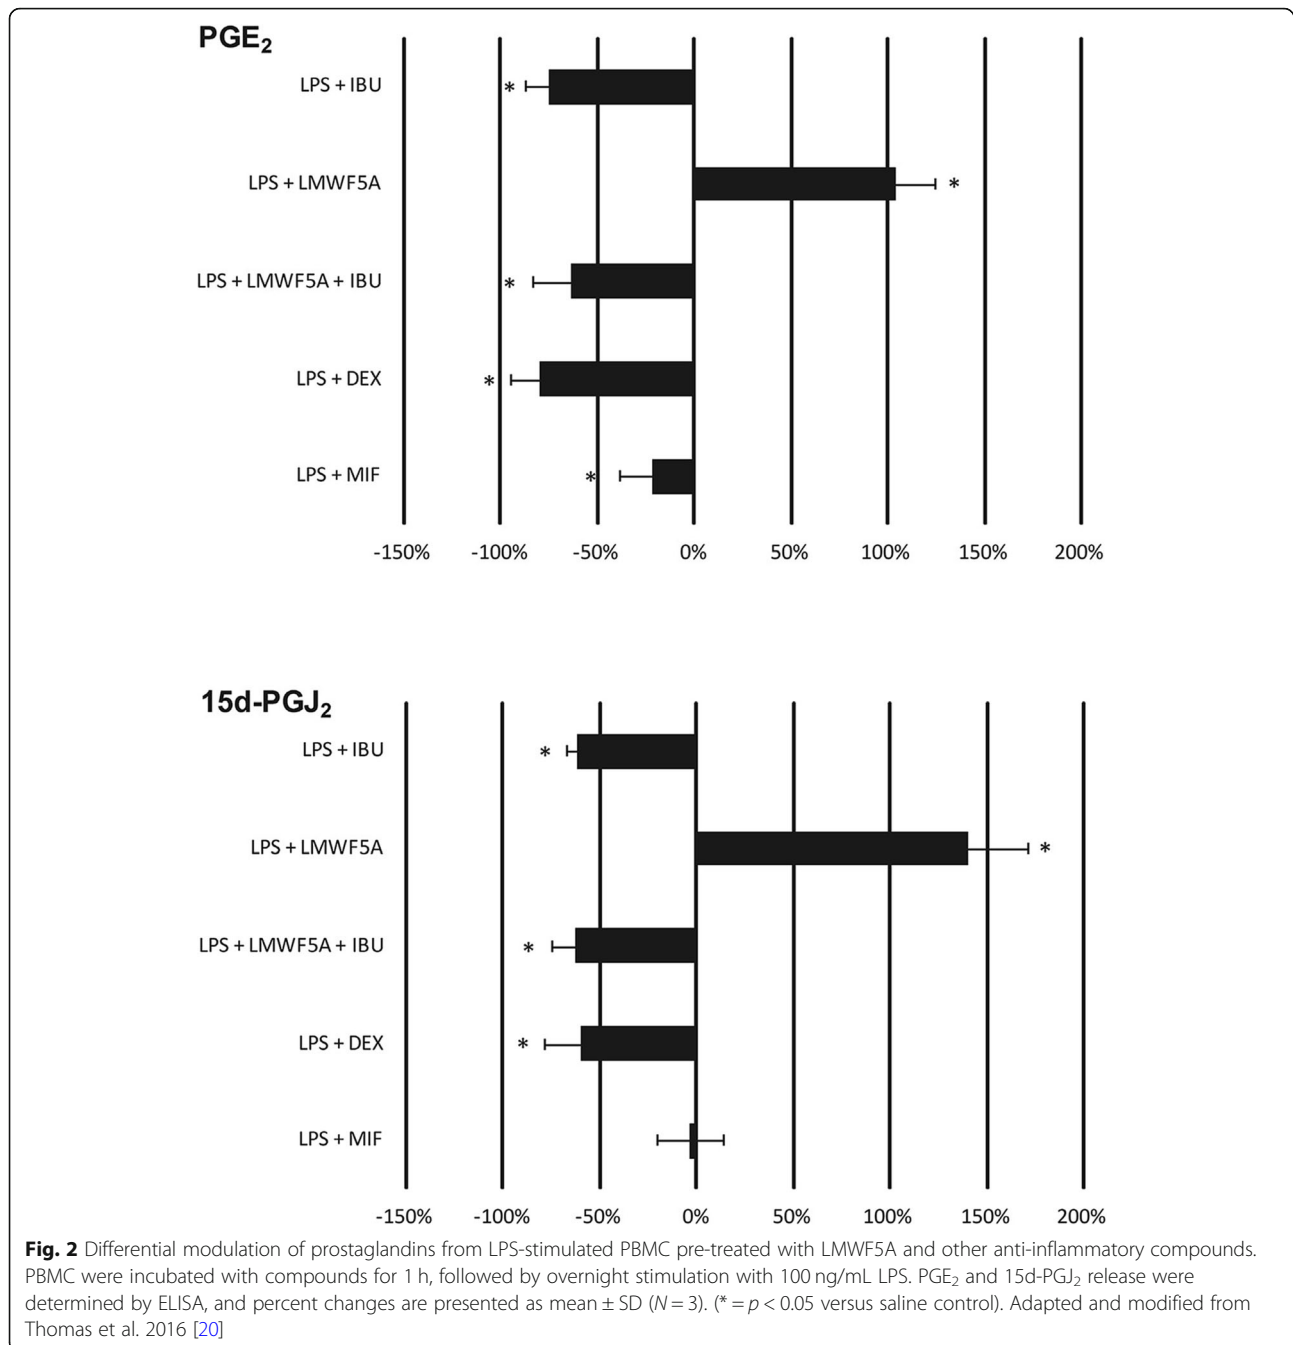 PGE₂
LPS + IBU
*
LPS + LMWF5A
*
LPS + LMWF5A + IBU
*
LPS + DEX
*
LPS + MIF
*
-150% -100% -50% 0% 50% 100% 150% 200%
15d-PGJ₂
LPS + IBU
*
LPS + LMWF5A
*
LPS + LMWF5A + IBU
*
LPS + DEX
*
LPS + MIF
-150% -100% -50% 0% 50% 100% 150% 200%
Fig. 2 Differential modulation of prostaglandins from LPS-stimulated PBMC pre-treated with LMWF5A and other anti-inflammatory compounds.
PBMC were incubated with compounds for 1 h, followed by overnight stimulation with 100 ng/mL LPS. PGE₂ and 15d-PGJ₂ release were
determined by ELISA, and percent changes are presented as mean ± SD (N = 3). (* = p < 0.05 versus saline control). Adapted and modified from
Thomas et al. 2016 [20]